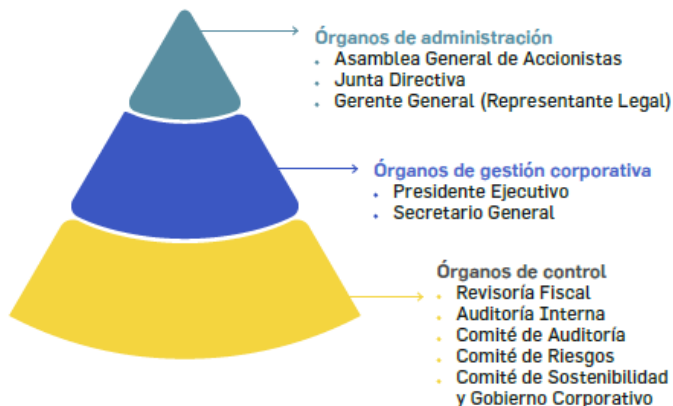 Órganos de administración
• Asamblea General de Accionistas
• Junta Directiva
• Gerente General (Representante Legal)
Órganos de gestión corporativa
• Presidente Ejecutivo
• Secretario General
Órganos de control
• Revisoría Fiscal
• Auditoría Interna
• Comité de Auditoría
• Comité de Riesgos
• Comité de Sostenibilidad
y Gobierno Corporativo